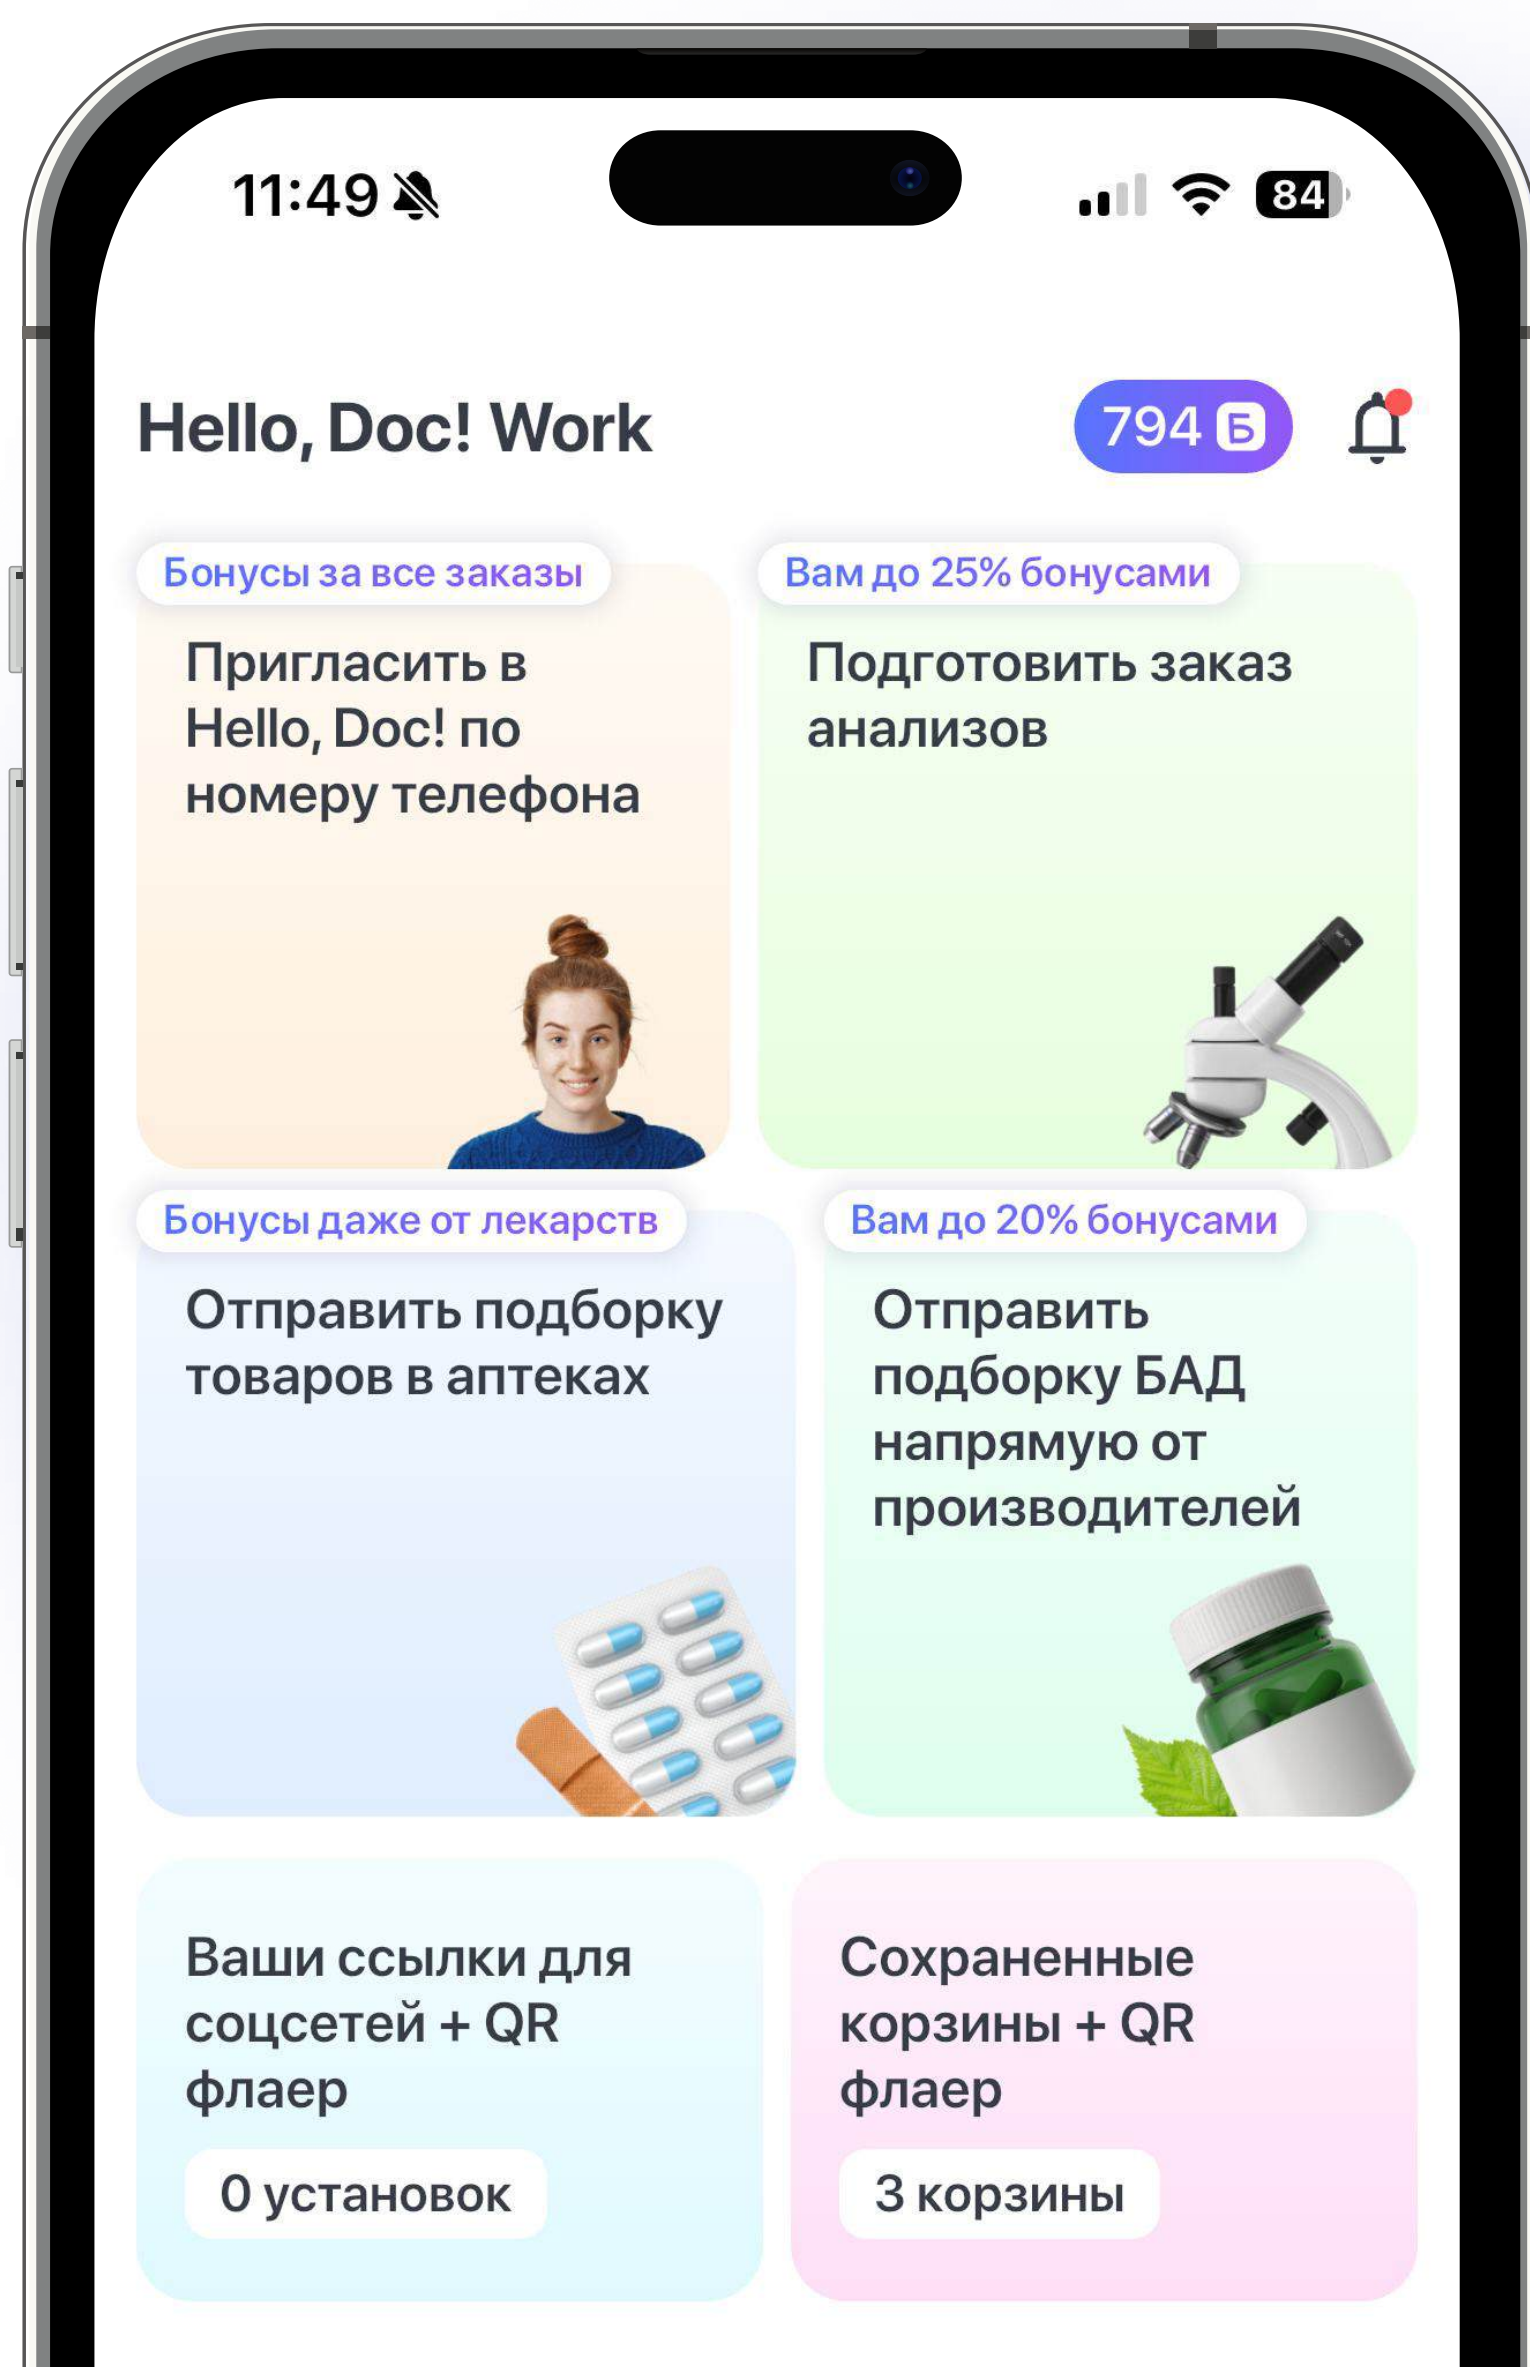 11:49
84
Hello, Doc! Work
794 Б
Бонусы за все заказы
Пригласить в
Hello, Doc! по
номеру телефона
Вам до 25% бонусами
Подготовить заказ
анализов
Бонусы даже от лекарств
Отправить подборку
товаров в аптеках
Вам до 20% бонусами
Отправить
подборку БАД
напрямую от
производителей
Ваши ссылки для
соцсетей + QR
флаер
0 установок
Сохраненные
корзины + QR
флаер
3 корзины